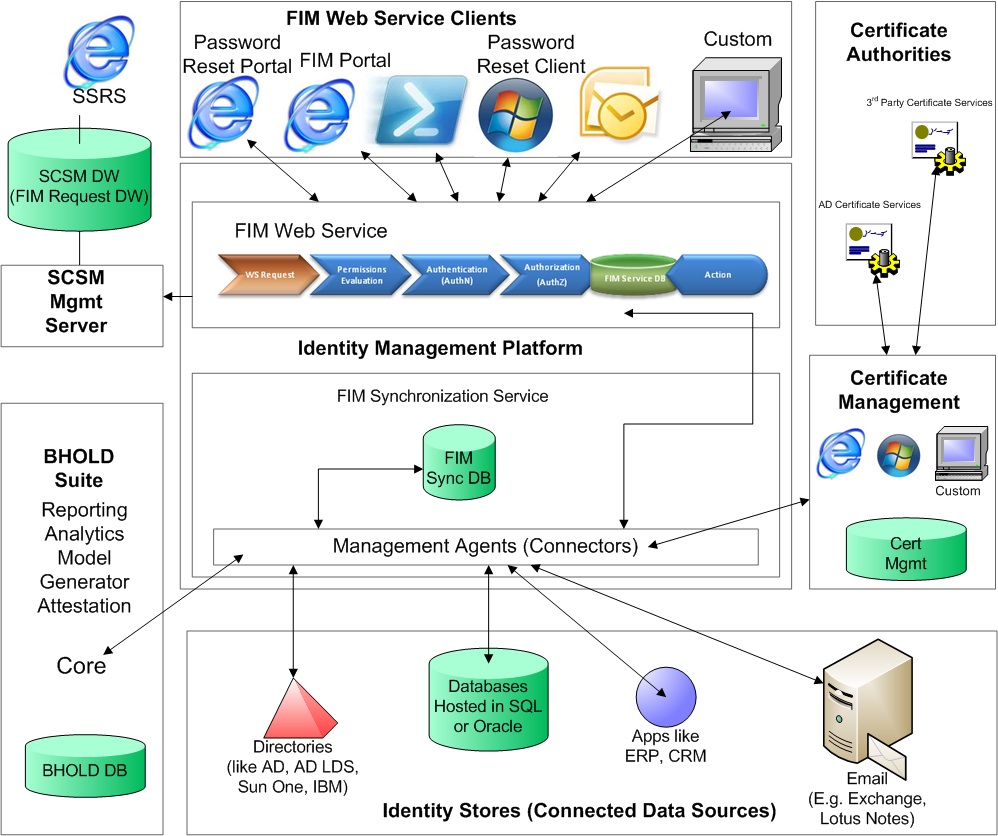 SSRS
SCSM DW
(FIM Request DW)
SCSM
Mgmt
Server
BHOLD
Suite
Reporting
Analytics
Model
Generator
Attestation
Core
BHOLD DB
FIM Web Service Clients
Password
Reset Portal
FIM Portal
Password
Reset Client
Custom
FIM Web Service
WS Request
Permissions
Evaluation
Authentication
(AuthN)
Authorization
(AuthZ)
FIM Service DB
Action
Identity Management Platform
FIM Synchronization Service
FIM
Sync DB
Management Agents (Connectors)
Certificate
Authorities
3rd Party Certificate Services
AD Certificate Services
Certificate
Management
Custom
Cert
Mgmt
Directories
(like AD, AD LDS,
Sun One, IBM)
Databases
Hosted in SQL
or Oracle
Apps like
ERP, CRM
Email
(E.g. Exchange,
Lotus Notes)
Identity Stores (Connected Data Sources)